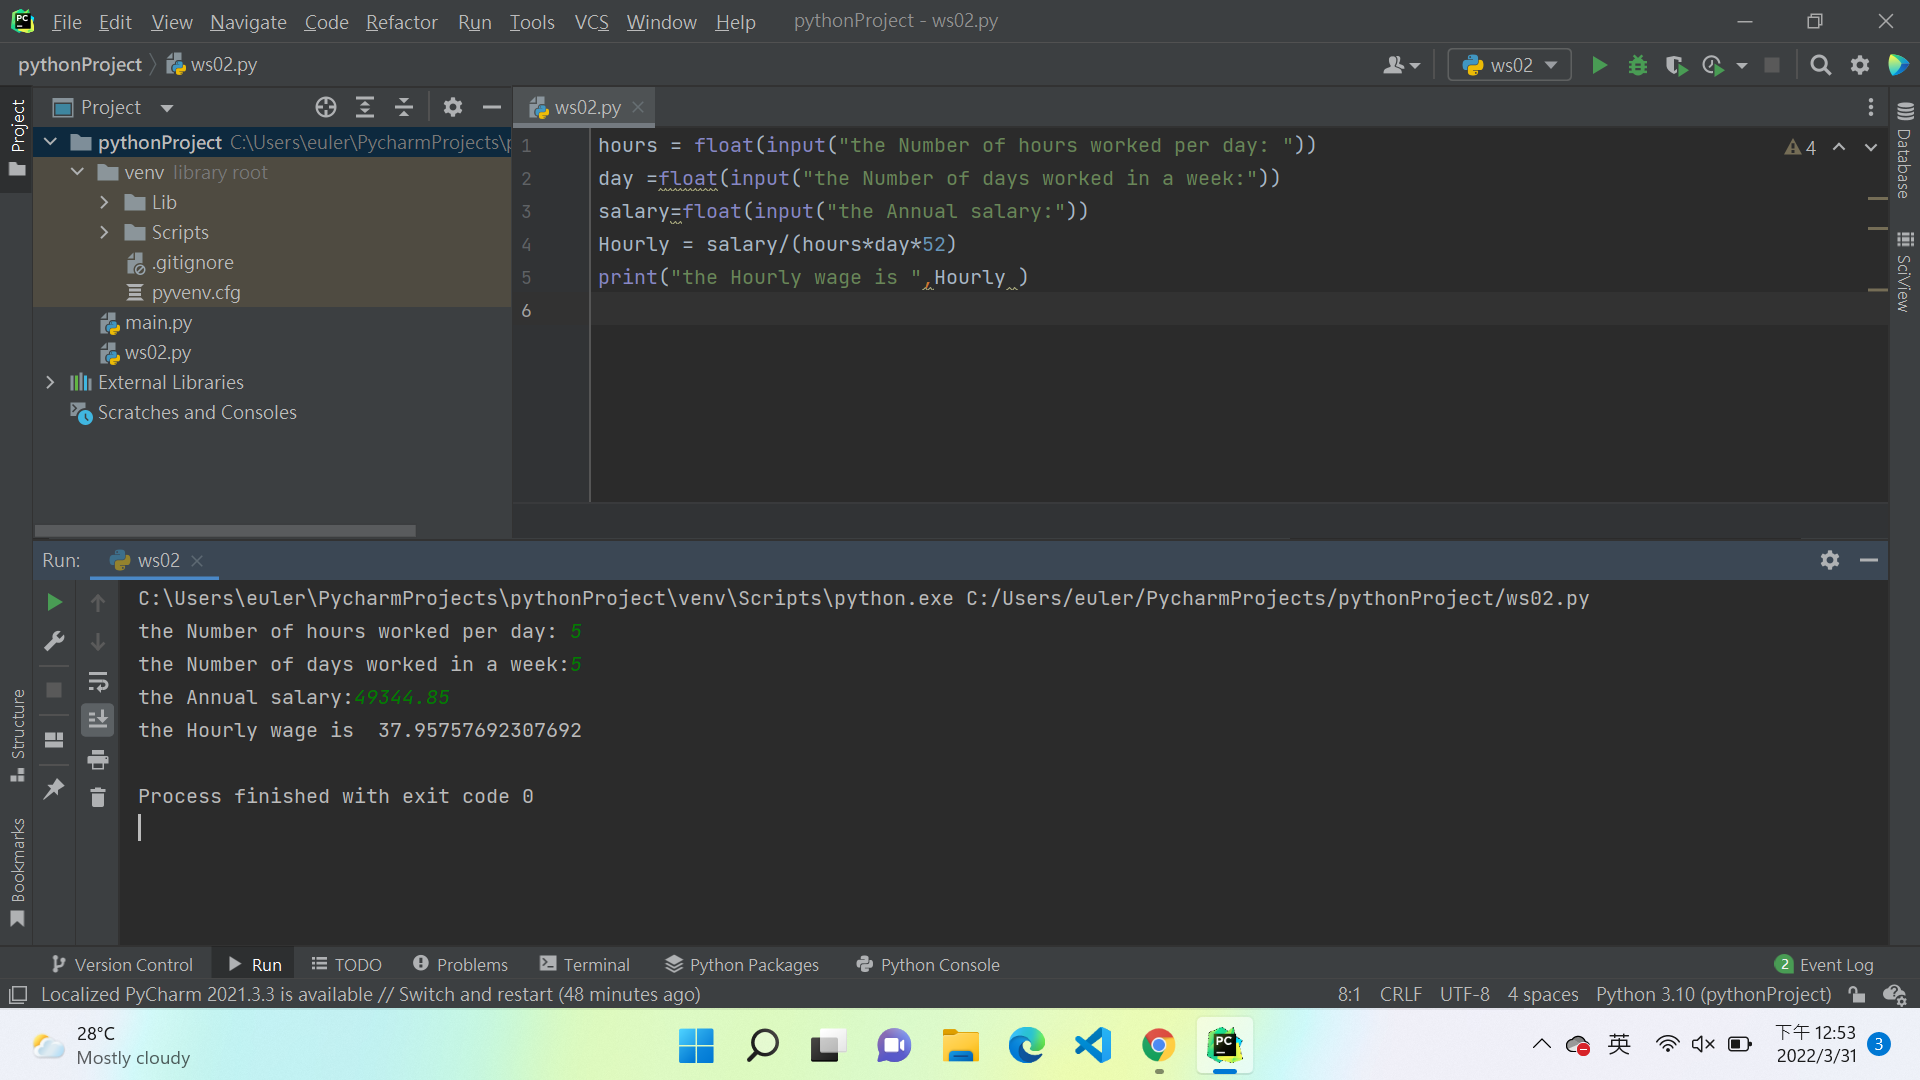 File Edit View Navigate Code Refactor Run Tools VCS Window Help pythonProject - ws02.py
pythonProject ws02.py
ws02
Project
ws02.py
pythonProject C:\Users\euler\PycharmProjects\
venv library root
Lib
Scripts
.gitignore
pyvenv.cfg
main.py
ws02.py
External Libraries
Scratches and Consoles
1 hours = float(input("the Number of hours worked per day: "))
2 day =float(input("the Number of days worked in a week:"))
3 salary=float(input("the Annual salary:"))
4 Hourly = salary/(hours*day*52)
5 print("the Hourly wage is ",Hourly )
6
4
Project
Structure
Bookmarks
Database
SciView
Run: ws02
C:\Users\euler\PycharmProjects\pythonProject\venv\Scripts\python.exe C:/Users/euler/PycharmProjects/pythonProject/ws02.py
the Number of hours worked per day: 5
the Number of days worked in a week:5
the Annual salary:49344.85
the Hourly wage is  37.95757692307692
Process finished with exit code 0
Version Control Run TODO Problems Terminal Python Packages Python Console 2 Event Log
Localized PyCharm 2021.3.3 is available // Switch and restart (48 minutes ago) 8:1 CRLF UTF-8 4 spaces Python 3.10 (pythonProject)
28°C
Mostly cloudy
PC
英
下午 12:53
2022/3/31
3